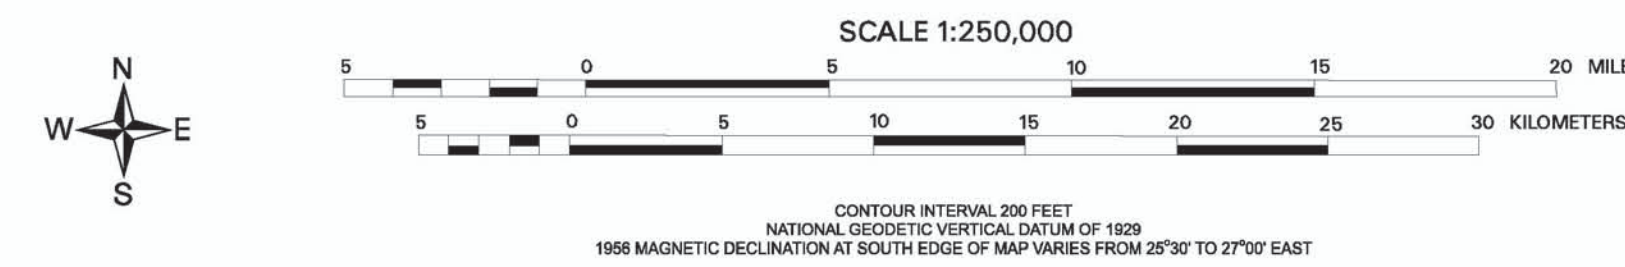 SCALE 1:250,000
N
W E
S
5 0 5 10 15 20 MILE
5 0 5 10 15 20 25 30 KILOMETERS
CONTOUR INTERVAL 200 FEET
NATIONAL GEODETIC VERTICAL DATUM OF 1929
1956 MAGNETIC DECLINATION AT SOUTH EDGE OF MAP VARIES FROM 25°30' TO 27°00' EAST